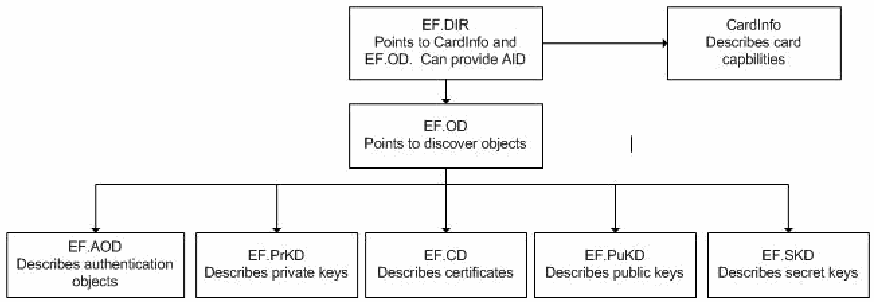 EF.DIR
Points to CardInfo and
EF.OD. Can provide AID
CardInfo
Describes card
capbilities
EF.OD
Points to discover objects
EF.AOD
Describes authentication
objects
EF.PrKD
Describes private keys
EF.CD
Describes certificates
EF.PuKD
Describes public keys
EF.SKD
Describes secret keys